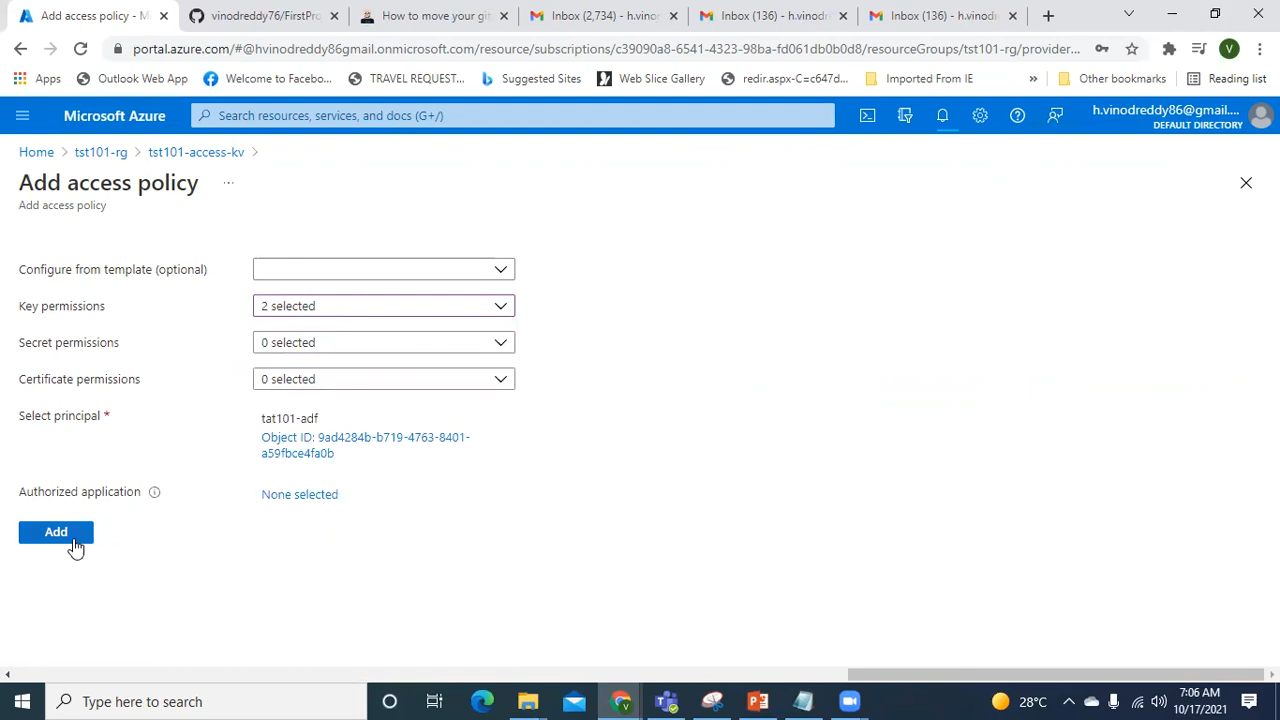 Add access policy - M
vinodreddy76/FirstPro
How to move your git
Inbox (2,734) - h.vinor
Inbox (136) - h.vinodre
Inbox (136) - h.vinodr
portal.azure.com/#@hvinodreddy86gmail.onmicrosoft.com/resource/subscriptions/c39090a8-6541-4323-98ba-fd061db0b0d8/resourceGroups/tst101-rg/provider...
V
Apps
Outlook Web App
Welcome to Facebo...
TRAVEL REQUEST...
Suggested Sites
Web Slice Gallery
redir.aspx-C=c647d...
Imported From IE
»
Other bookmarks
Reading list
Microsoft Azure
Search resources, services, and docs (G+/)
h.vinodreddy86@gmail....
DEFAULT DIRECTORY
Home > tst101-rg > tst101-access-kv >
Add access policy ...
Add access policy
Configure from template (optional)
Key permissions
2 selected
Secret permissions
0 selected
Certificate permissions
0 selected
Select principal *
tat101-adf
Object ID: 9ad4284b-b719-4763-8401-
a59fbce4fa0b
Authorized application
None selected
Add
Type here to search
28°C
7:06 AM
10/17/2021